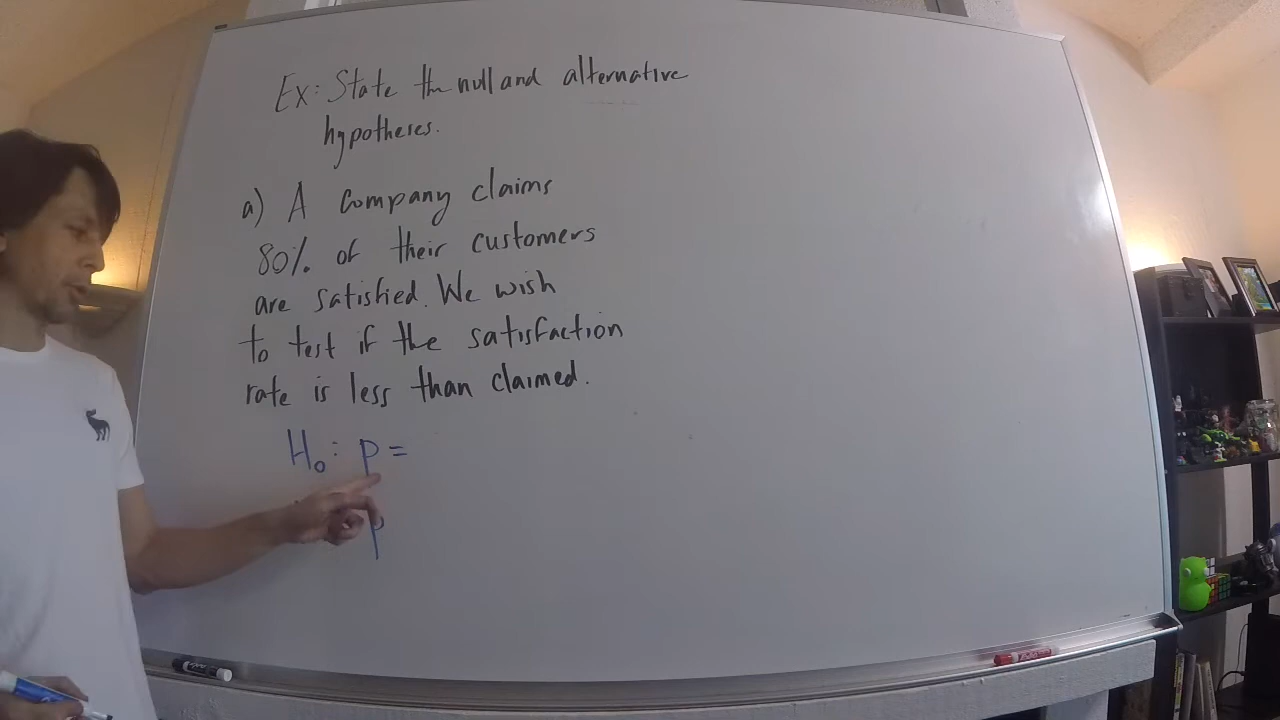 Ex: State the null and alternative
hypotheses.
a) A company claims
80% of their customers
are satisfied. We wish
to test if the satisfaction
rate is less than claimed.
H₀: p =
p